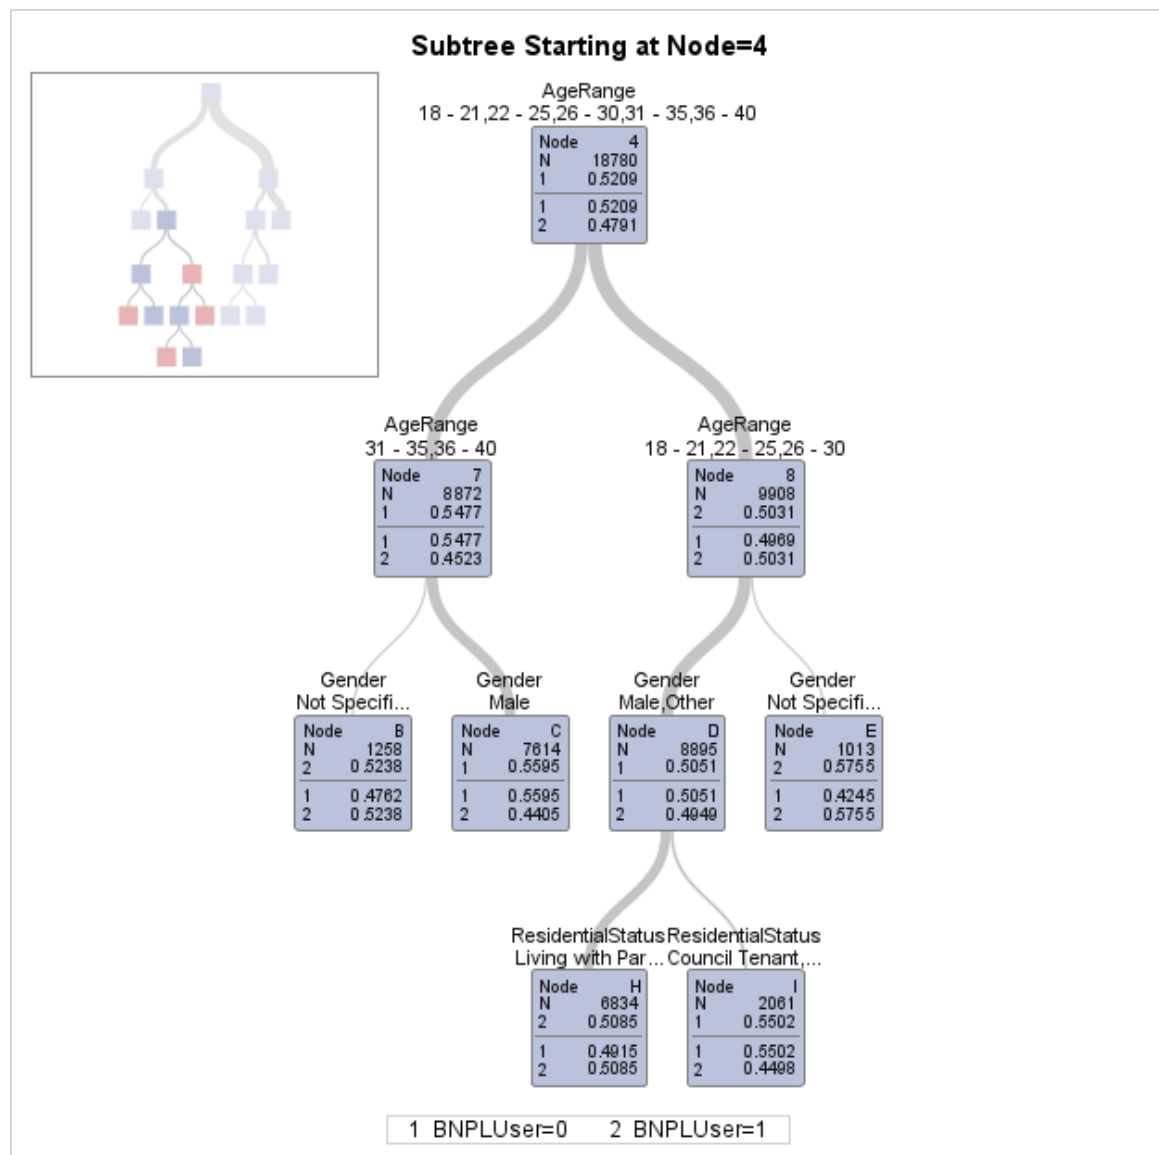 Subtree Starting at Node=4
AgeRange
18 - 21,22 - 25,26 - 30,31 - 35,36 - 40
Node 4
N 18780
1 0.5209
1 0.5209
2 0.4791
AgeRange
31 - 35,36 - 40
Node 7
N 8872
1 0.5477
1 0.5477
2 0.4523
AgeRange
18 - 21,22 - 25,26 - 30
Node 8
N 9908
2 0.5031
1 0.4969
2 0.5031
Gender
Not Specifi...
Node B
N 1258
2 0.5238
1 0.4762
2 0.5238
Gender
Male
Node C
N 7614
1 0.5595
1 0.5595
2 0.4405
Gender
Male,Other
Node D
N 8895
1 0.5051
1 0.5051
2 0.4949
Gender
Not Specifi...
Node E
N 1013
2 0.5755
1 0.4245
2 0.5755
ResidentialStatus
Living with Par...
Node H
N 6834
2 0.5085
1 0.4915
2 0.5085
ResidentialStatus
Council Tenant,...
Node I
N 2061
1 0.5502
1 0.5502
2 0.4498
1 BNPLUser=0 2 BNPLUser=1